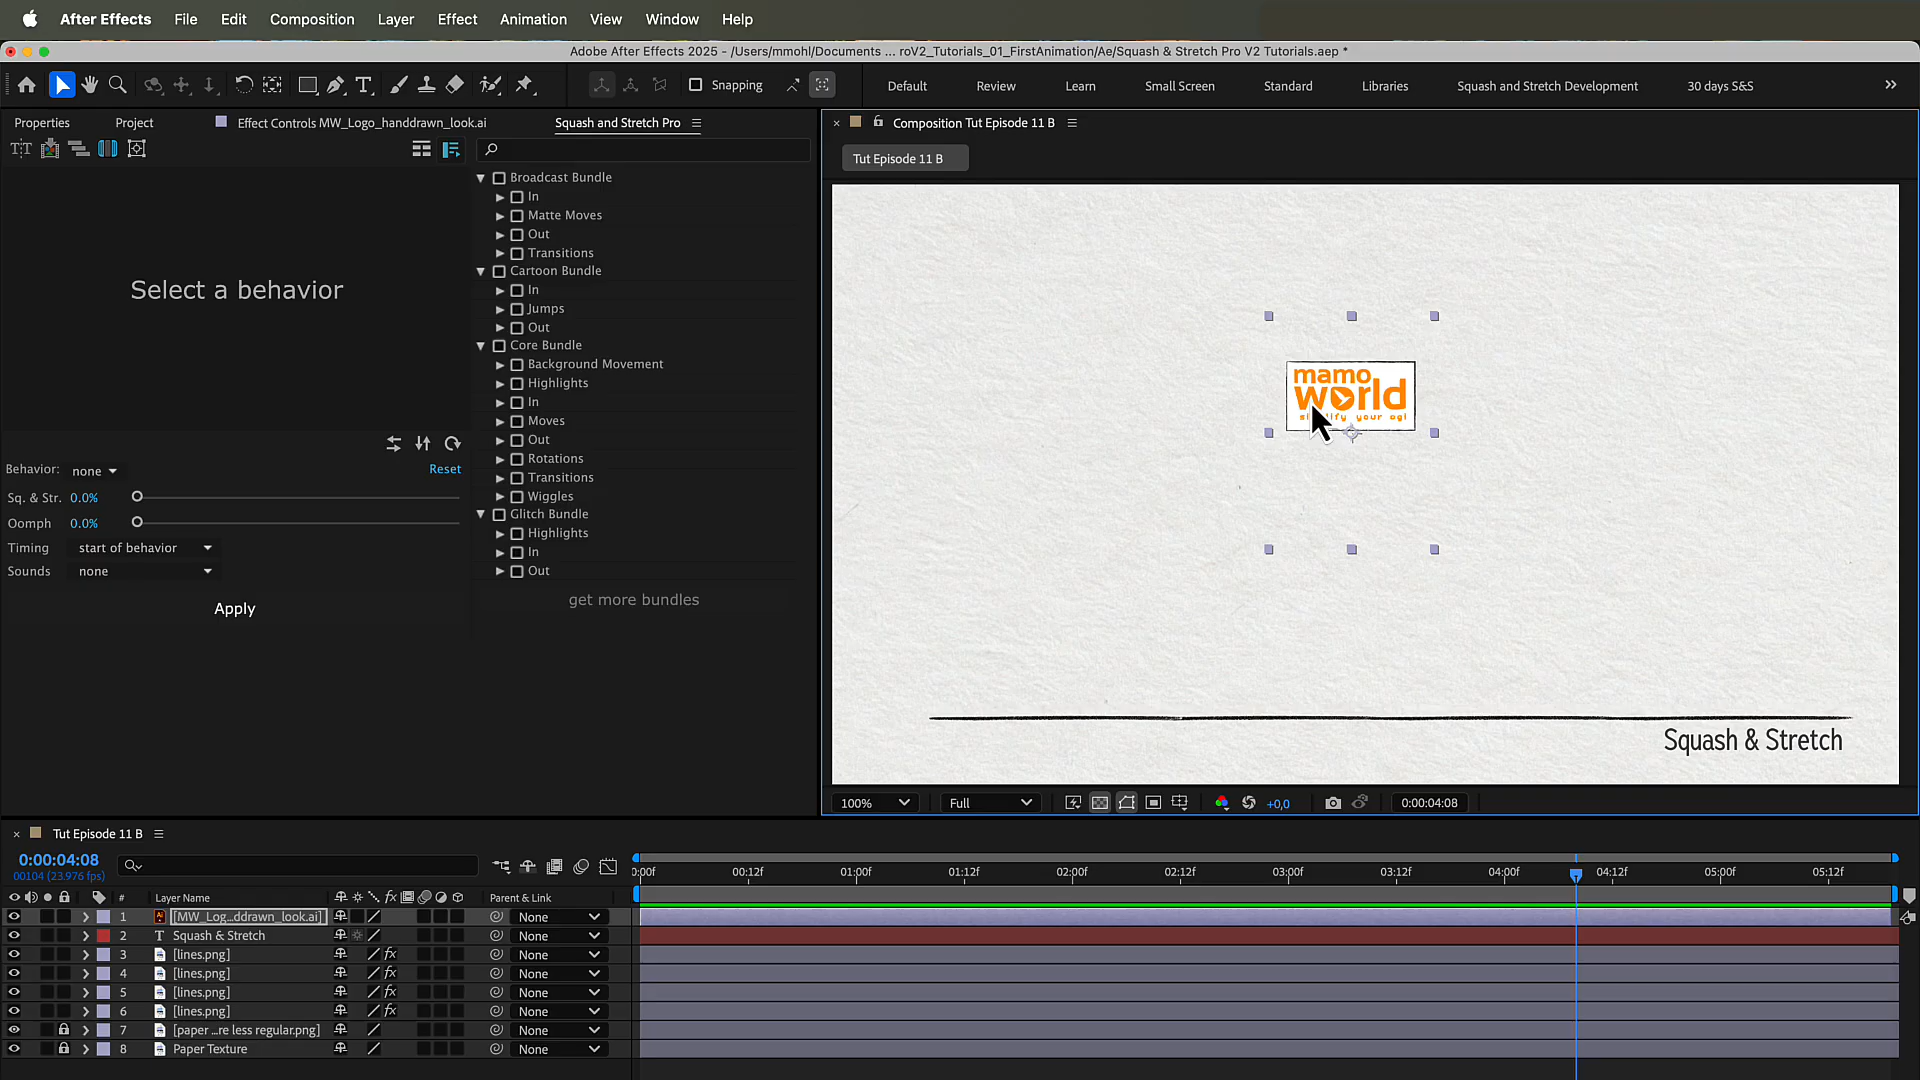 After Effects File Edit Composition Layer Effect Animation View Window Help
Adobe After Effects 2025 - /Users/mmohl/Documents ... roV2_Tutorials_01_FirstAnimation/Ae/Squash & Stretch Pro V2 Tutorials.aep *
Snapping Default Review Learn Small Screen Standard Libraries Squash and Stretch Development 30 days S&S
Properties Project Effect Controls MW_Logo_handdrawn_look.ai Squash and Stretch Pro
Composition Tut Episode 11 B
Tut Episode 11 B
Select a behavior
Behavior: none Reset
Sq. & Str. 0.0%
Oomph 0.0%
Timing start of behavior
Sounds none
Apply
Broadcast Bundle
In
Matte Moves
Out
Transitions
Cartoon Bundle
In
Jumps
Out
Core Bundle
Background Movement
Highlights
In
Moves
Out
Rotations
Transitions
Wiggles
Glitch Bundle
Highlights
In
Out
get more bundles
mamo
world
your
Squash & Stretch
100% Full +0,0 0:00:04:08
Tut Episode 11 B
0:00:04:08
00104 (23.976 fps)
:00f 00:12f 01:00f 01:12f 02:00f 02:12f 03:00f 03:12f 04:00f 04:12f 05:00f 05:12f
# Layer Name fx Parent & Link
1 [MW_Log...ddrawn_look.ai] None
2 T Squash & Stretch None
3 [lines.png] fx None
4 [lines.png] fx None
5 [lines.png] fx None
6 [lines.png] fx None
7 [paper ...re less regular.png] None
8 Paper Texture None